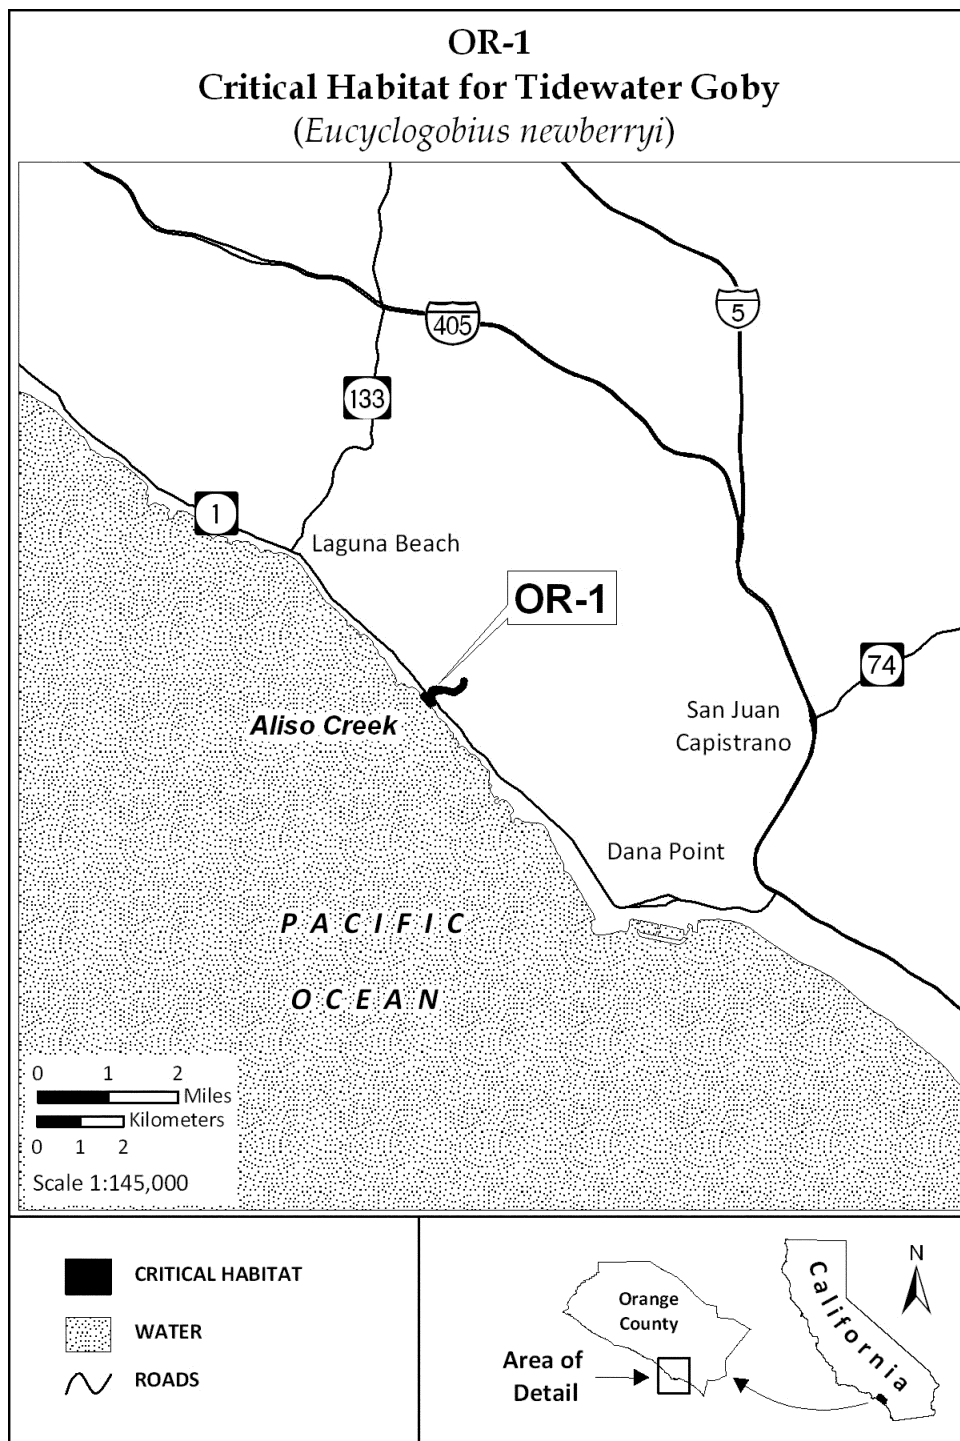 OR-1
Critical Habitat for Tidewater Goby
(Eucyclogobius newberryi)
405
5
133
1
Laguna Beach
OR-1
74
Aliso Creek
San Juan
Capistrano
Dana Point
PACIFIC
OCEAN
0 1 2
Miles
Kilometers
0 1 2
Scale 1:145,000
CRITICAL HABITAT
WATER
ROADS
Orange
County
Area of
Detail
California
N